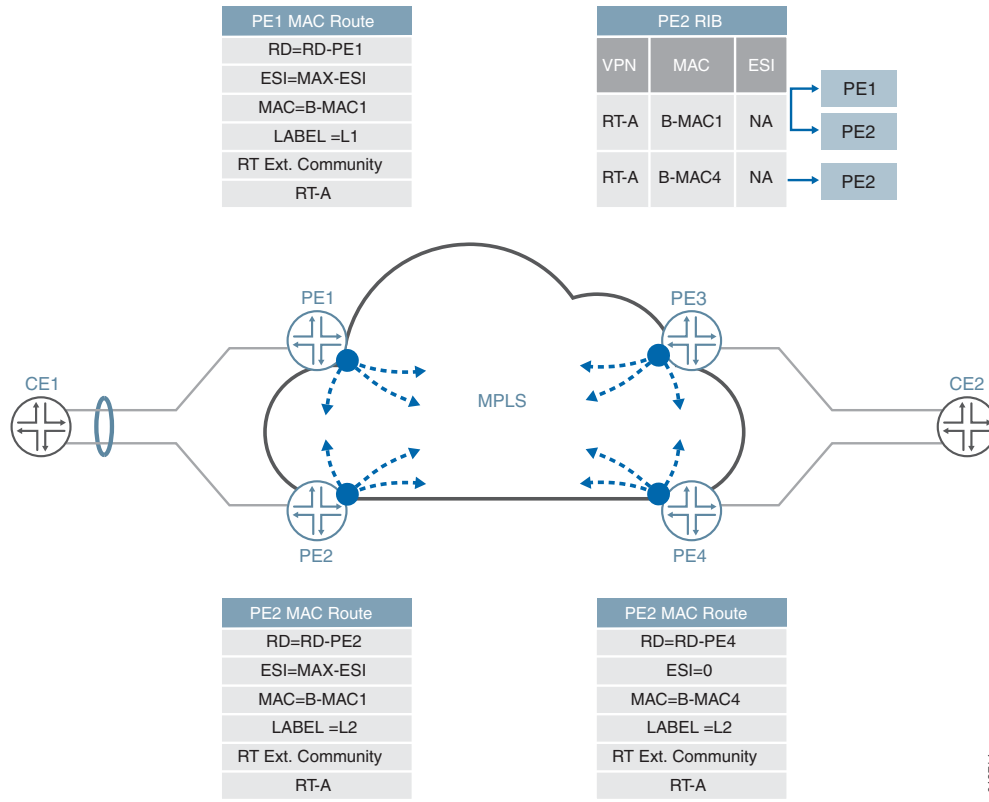 PE1 MAC Route
RD=RD-PE1
ESI=MAX-ESI
MAC=B-MAC1
LABEL =L1
RT Ext. Community
RT-A
PE2 RIB
VPN MAC ESI
RT-A B-MAC1 NA
PE1
PE2
RT-A B-MAC4 NA
PE2
PE1
PE3
CE1
MPLS
CE2
PE2
PE4
PE2 MAC Route
RD=RD-PE2
ESI=MAX-ESI
MAC=B-MAC1
LABEL =L2
RT Ext. Community
RT-A
PE2 MAC Route
RD=RD-PE4
ESI=0
MAC=B-MAC4
LABEL =L2
RT Ext. Community
RT-A